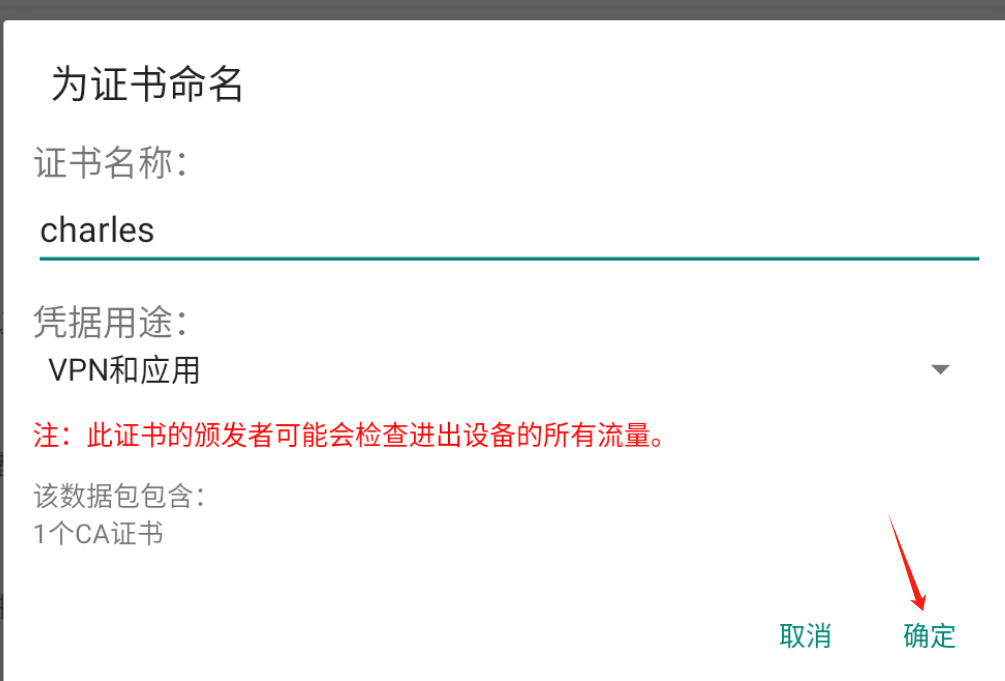 为证书命名
证书名称：
charles
凭据用途：
VPN和应用
注：此证书的颁发者可能会检查进出设备的所有流量。
该数据包包含：
1个CA证书
取消 确定